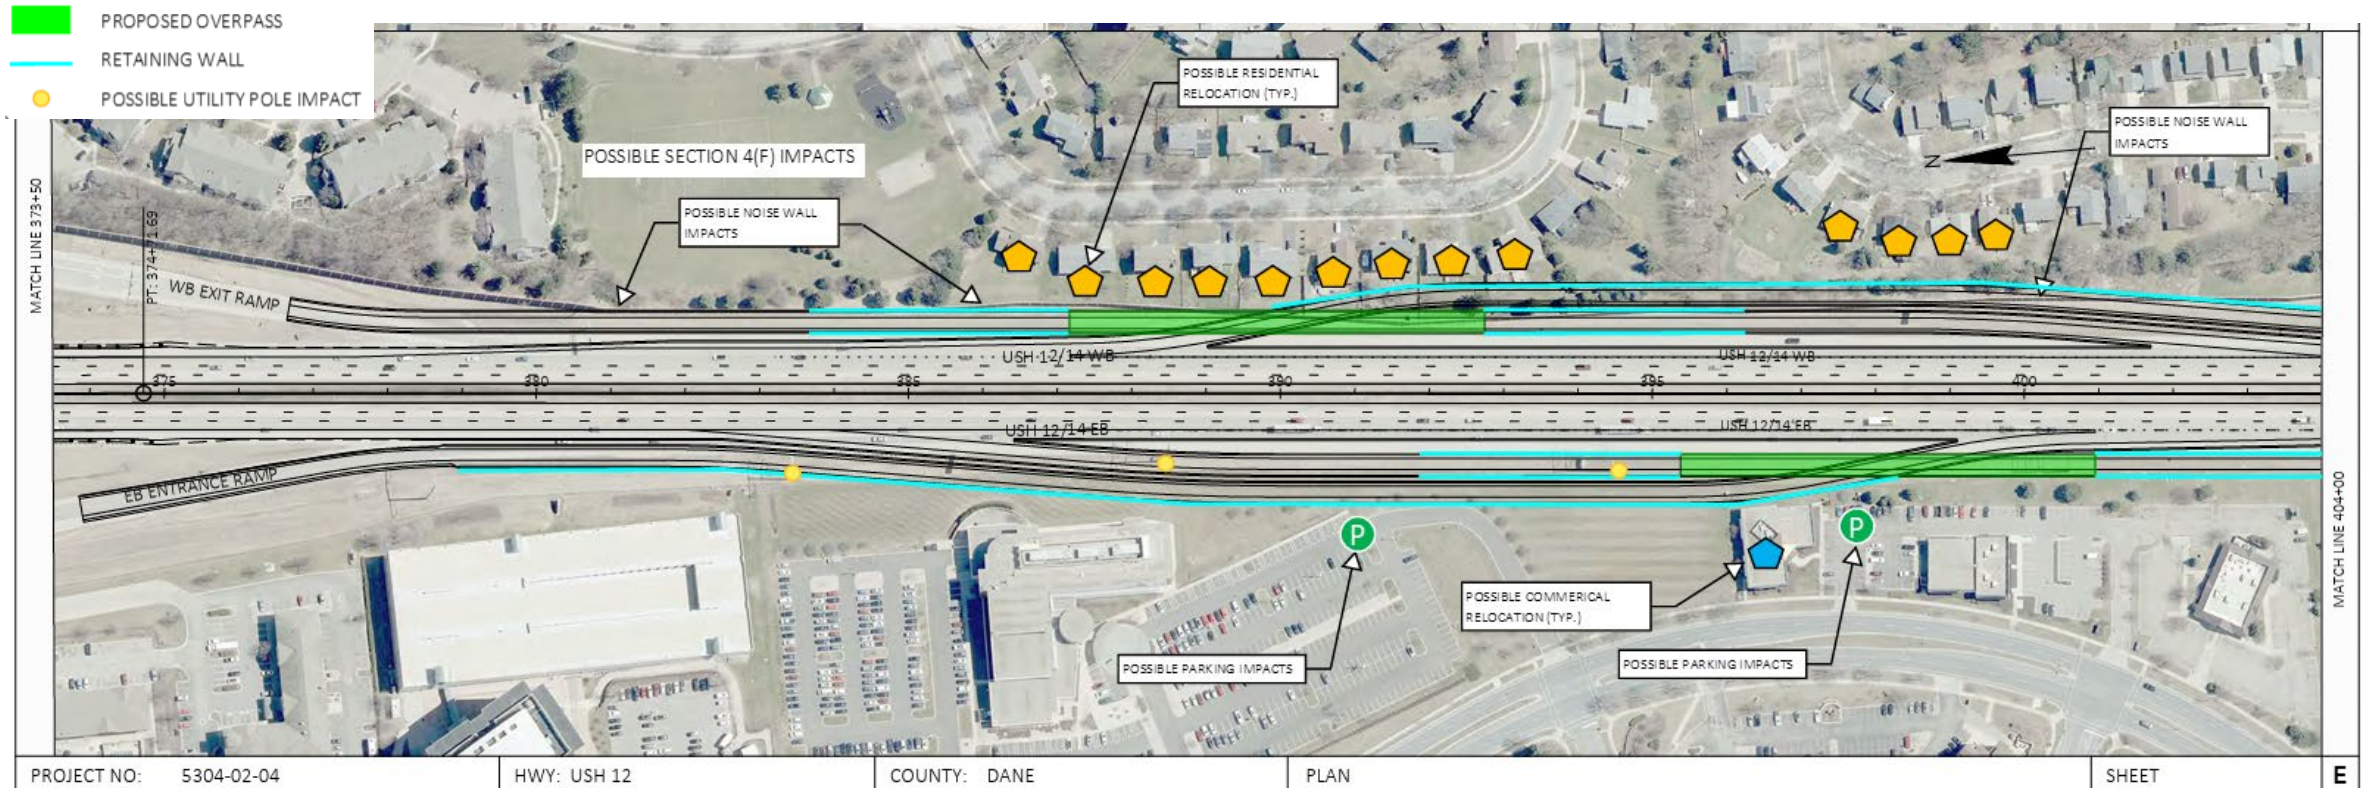 PROPOSED OVERPASS
RETAINING WALL
POSSIBLE UTILITY POLE IMPACT
POSSIBLE RESIDENTIAL
RELOCATION (TYP.)
POSSIBLE NOISE WALL
IMPACTS
POSSIBLE SECTION 4(F) IMPACTS
N
POSSIBLE NOISE WALL
IMPACTS
MATCH LINE 373+50
PT: 374+71.69
WB EXIT RAMP
USH 12/14 WB
USH 12/14 WB
375
380
385
390
395
400
USH 12/14 EB
USH 12/14 EB
EB ENTRANCE RAMP
P
P
MATCH LINE 404+00
POSSIBLE COMMERICAL
RELOCATION (TYP.)
POSSIBLE PARKING IMPACTS
POSSIBLE PARKING IMPACTS
PROJECT NO: 5304-02-04
HWY: USH 12
COUNTY: DANE
PLAN
SHEET
E